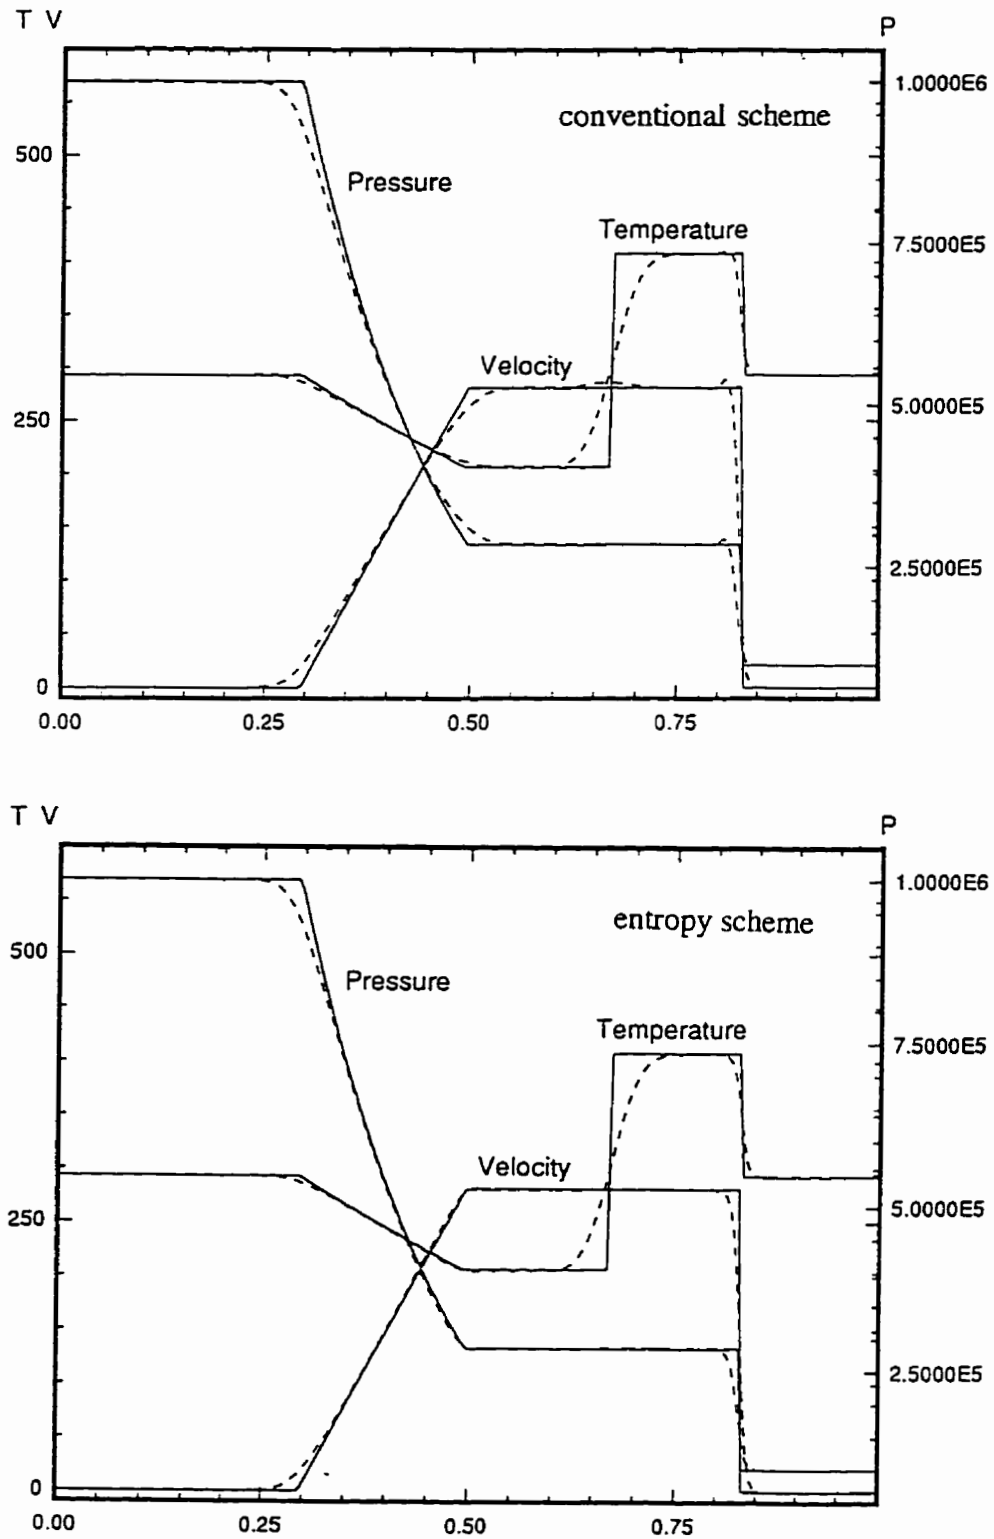 T V
P
1.0000E6
conventional scheme
500
Pressure
Temperature
7.5000E5
Velocity
250
5.0000E5
2.5000E5
0
0.00 0.25 0.50 0.75
T V
P
1.0000E6
entropy scheme
500
Pressure
Temperature
7.5000E5
Velocity
250
5.0000E5
2.5000E5
0
0.00 0.25 0.50 0.75